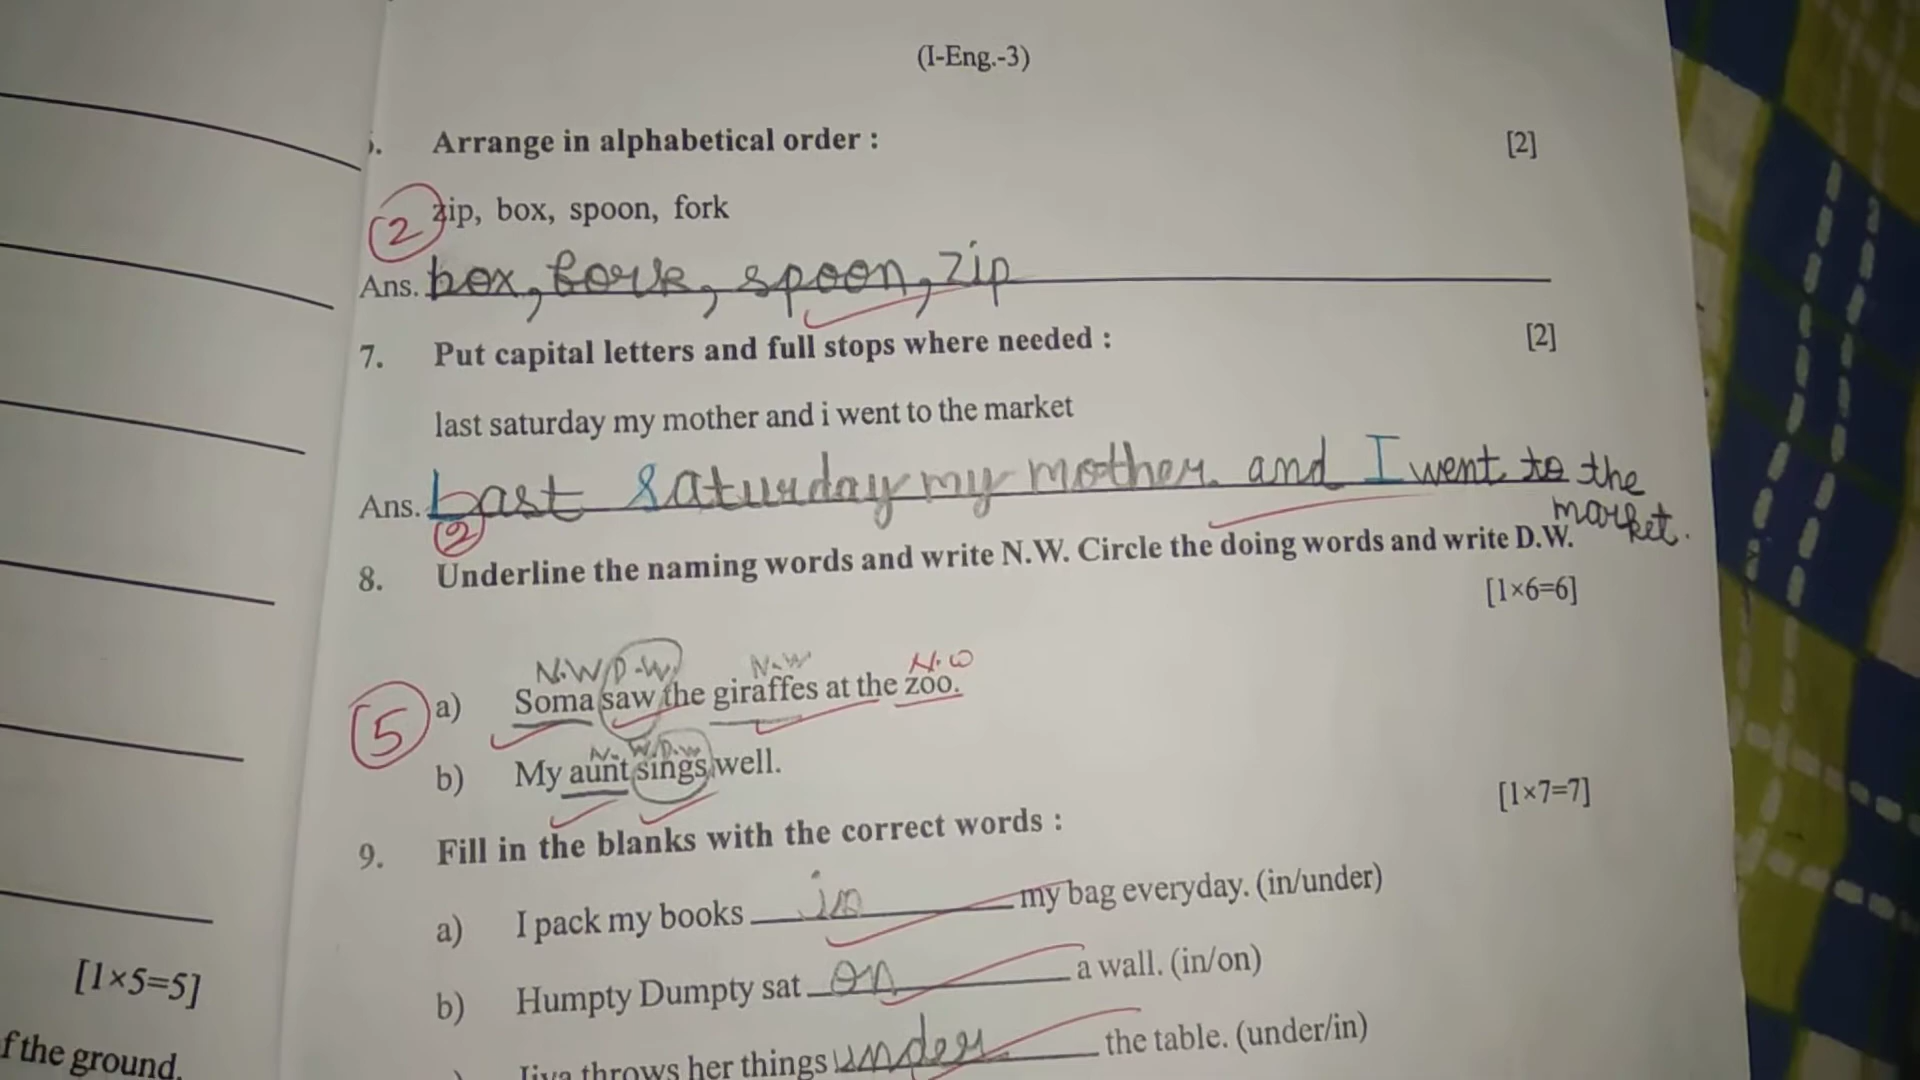 (I-Eng.-3)
Arrange in alphabetical order : [2]
2 zip, box, spoon, fork
Ans. box, fork, spoon, zip
7. Put capital letters and full stops where needed : [2]
last saturday my mother and i went to the market
Ans. Last Saturday my mother and I went to the
market.
2
8. Underline the naming words and write N.W. Circle the doing words and write D.W.
[1×6=6]
N.W D.W N.W N.W
5 a) Soma saw the giraffes at the zoo.
N.W D.W
b) My aunt sings well.
[1×7=7]
9. Fill in the blanks with the correct words :
a) I pack my books in my bag everyday. (in/under)
b) Humpty Dumpty sat on a wall. (in/on)
Jiya throws her things under the table. (under/in)
[1×5=5]
f the ground.